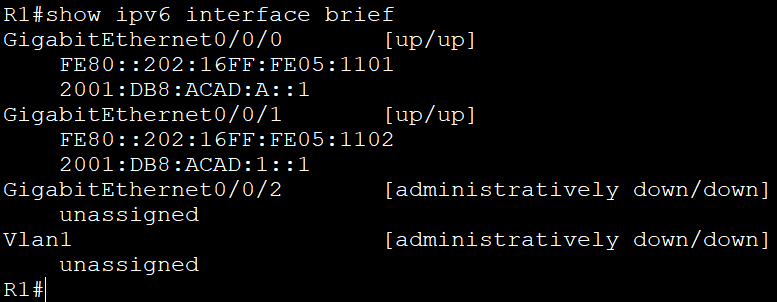 R1#show ipv6 interface brief
GigabitEthernet0/0/0 [up/up]
FE80::202:16FF:FE05:1101
2001:DB8:ACAD:A::1
GigabitEthernet0/0/1 [up/up]
FE80::202:16FF:FE05:1102
2001:DB8:ACAD:1::1
GigabitEthernet0/0/2 [administratively down/down]
unassigned
Vlan1 [administratively down/down]
unassigned
R1#